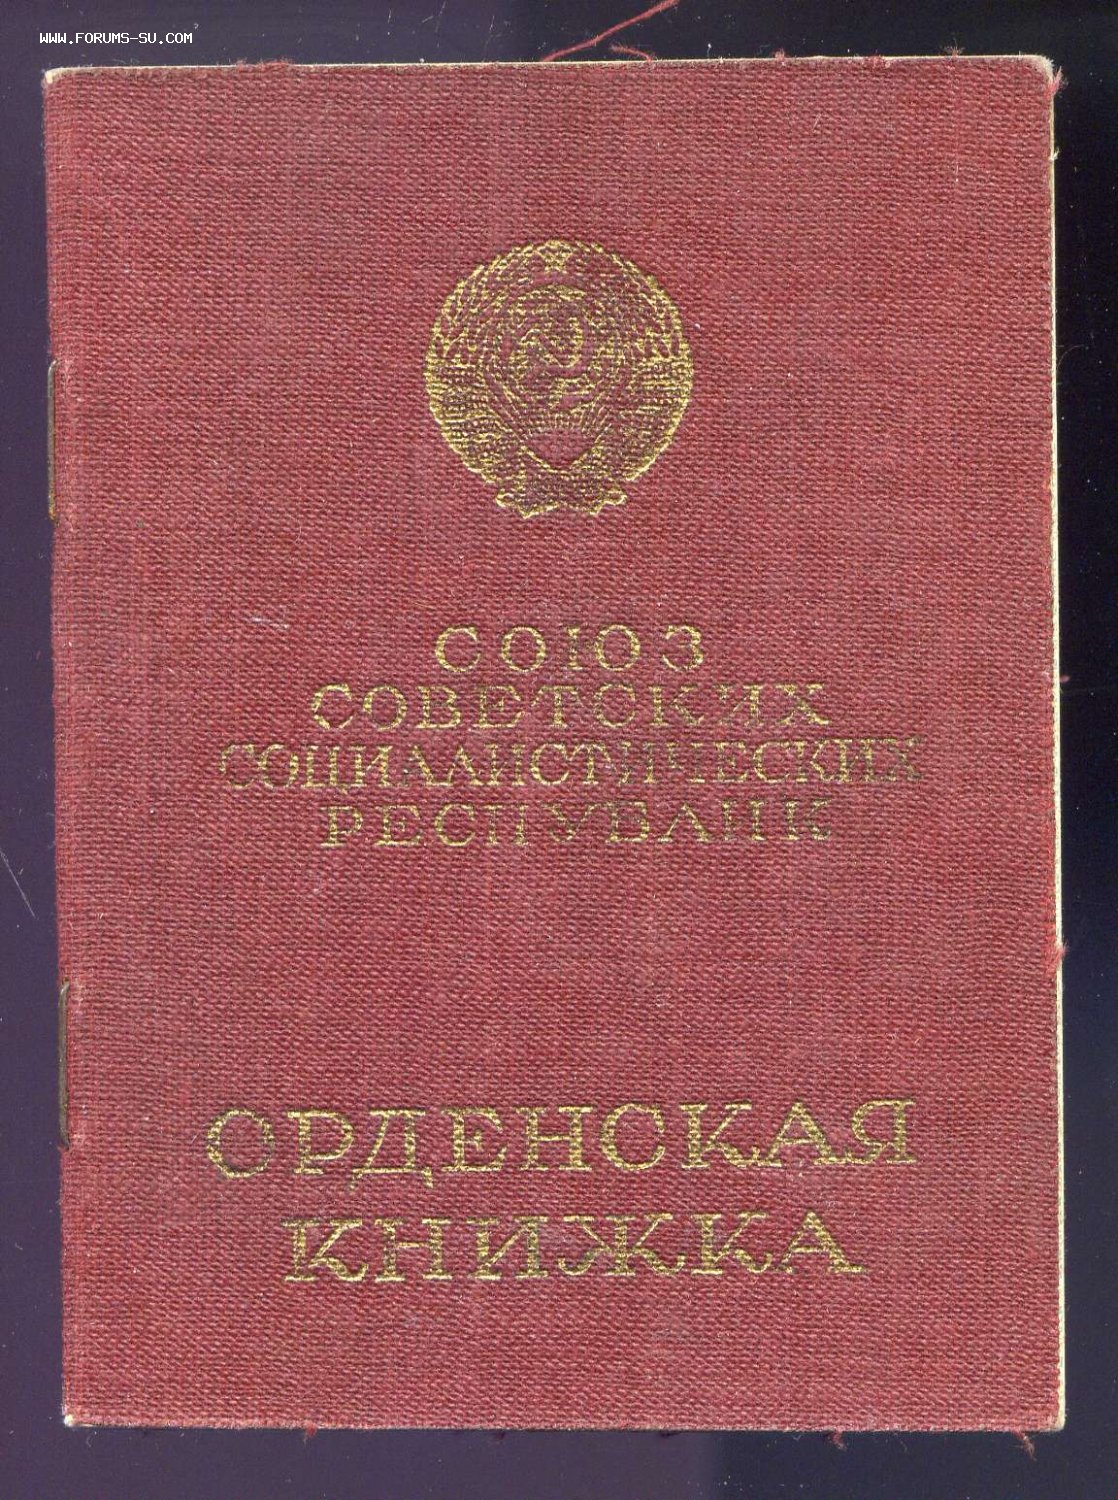 WWW.FORUMS-SU.COM
СОЮЗ
СОВЕТСКИХ
СОЦИАЛИСТИЧЕСКИХ
РЕСПУБЛИК
ОРДЕНСКАЯ
КНИЖКА